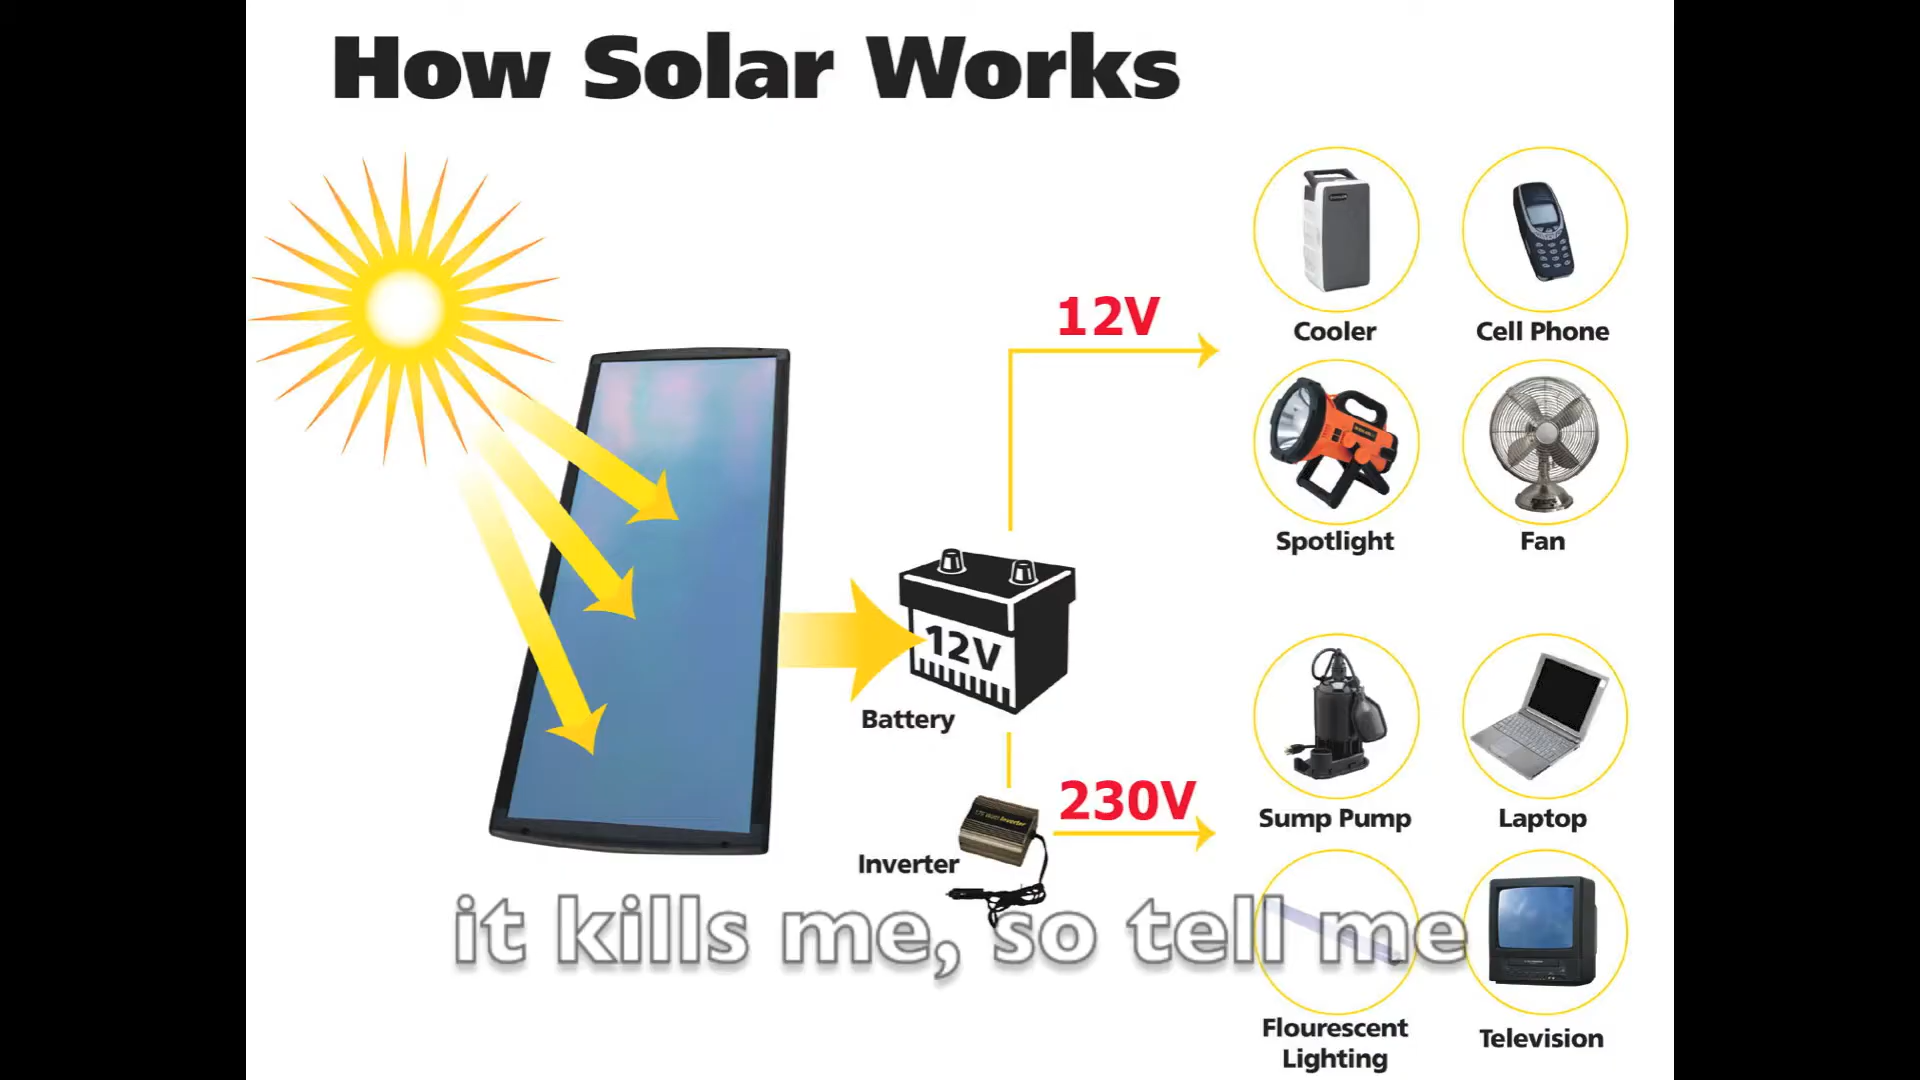 How Solar Works
12V
Cooler
Cell Phone
Spotlight
Fan
12V
Battery
230V
Sump Pump
Laptop
Inverter
it kills me, so tell me
Flourescent
Lighting
Television